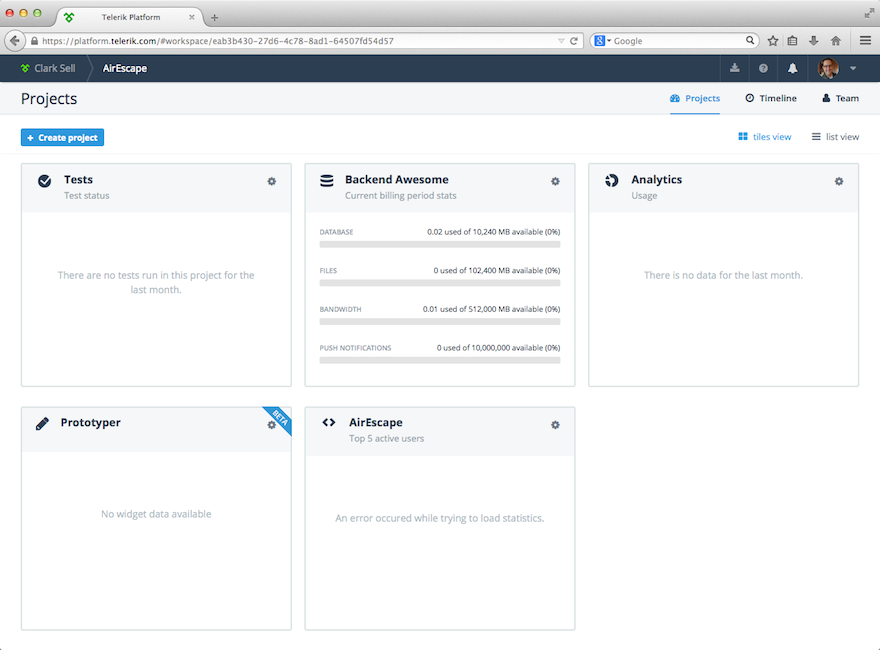 Telerik Platform
https://platform.telerik.com/#workspace/eab3b430-27d6-4c78-8ad1-64507fd54d57
Google
Clark Sell
AirEscape
Projects
Projects
Timeline
Team
+ Create project
tiles view
list view
Tests
Test status
There are no tests run in this project for the
last month.
Backend Awesome
Current billing period stats
DATABASE 0.02 used of 10,240 MB available (0%)
FILES 0 used of 102,400 MB available (0%)
BANDWIDTH 0.01 used of 512,000 MB available (0%)
PUSH NOTIFICATIONS 0 used of 10,000,000 available (0%)
Analytics
Usage
There is no data for the last month.
Prototyper
BETA
No widget data available
AirEscape
Top 5 active users
An error occured while trying to load statistics.